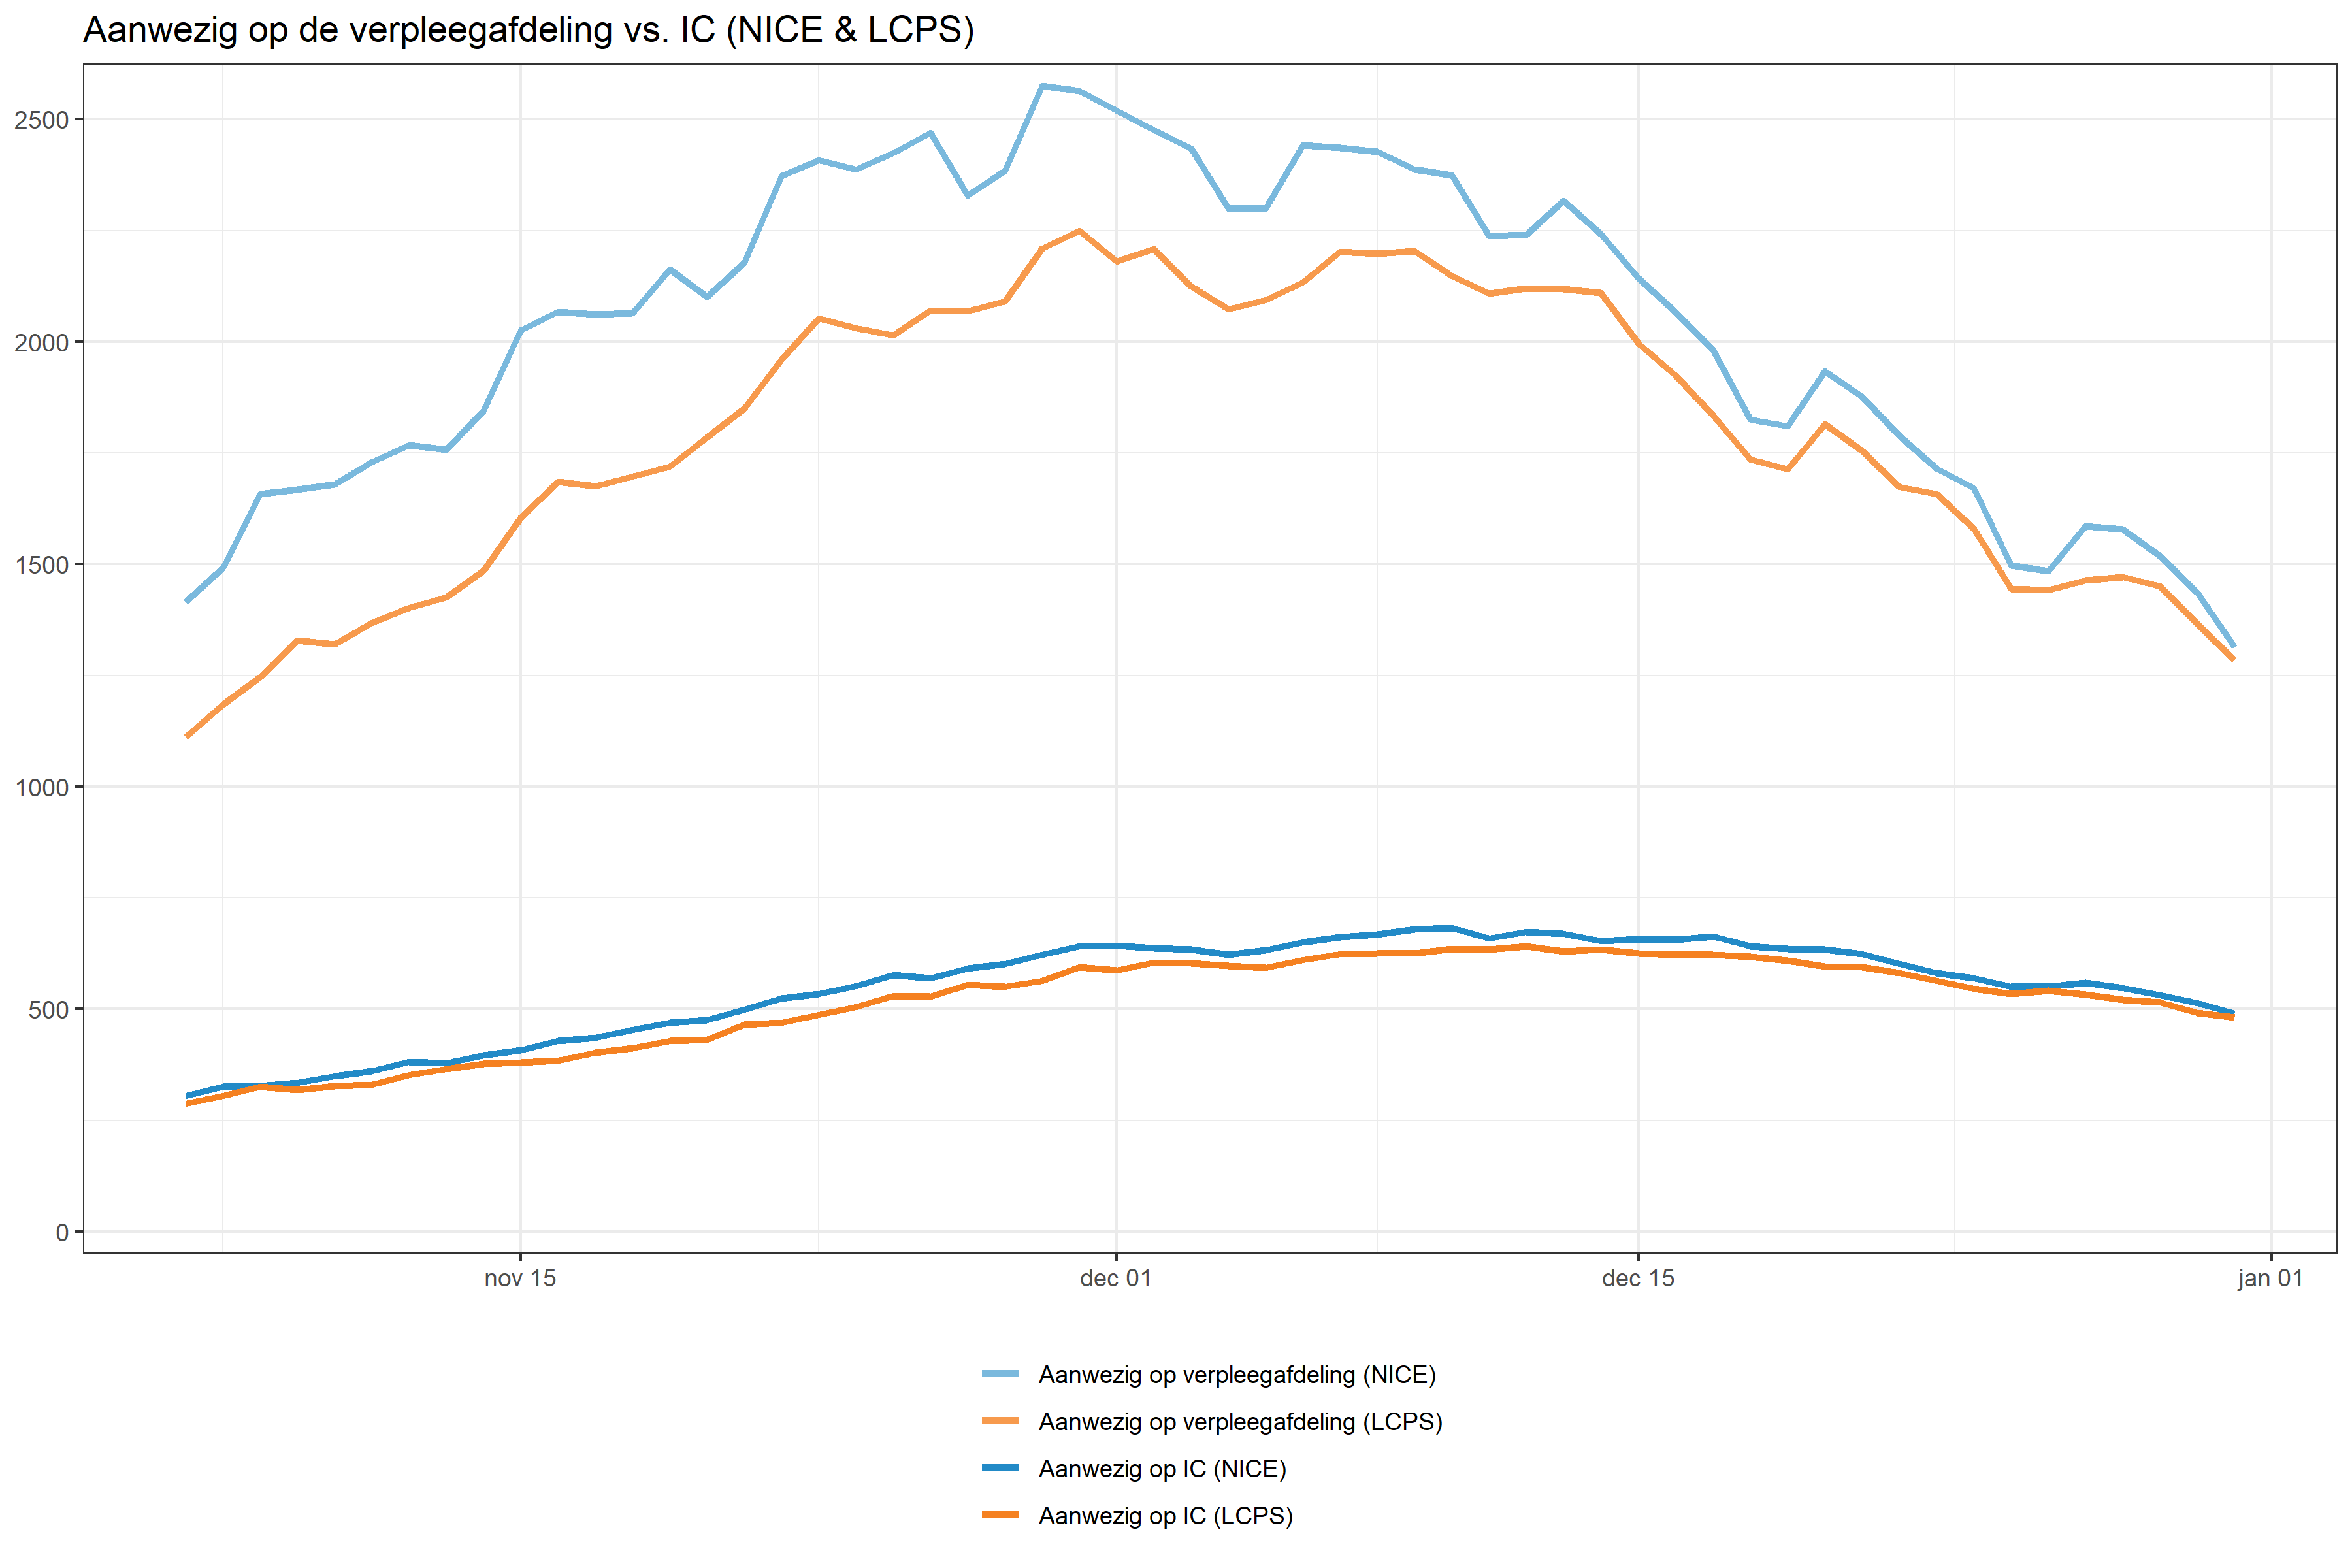 Aanwezig op de verpleegafdeling vs. IC (NICE & LCPS)
2500
2000
1500
1000
500
0
nov 15
dec 01
dec 15
jan 01
Aanwezig op verpleegafdeling (NICE)
Aanwezig op verpleegafdeling (LCPS)
Aanwezig op IC (NICE)
Aanwezig op IC (LCPS)